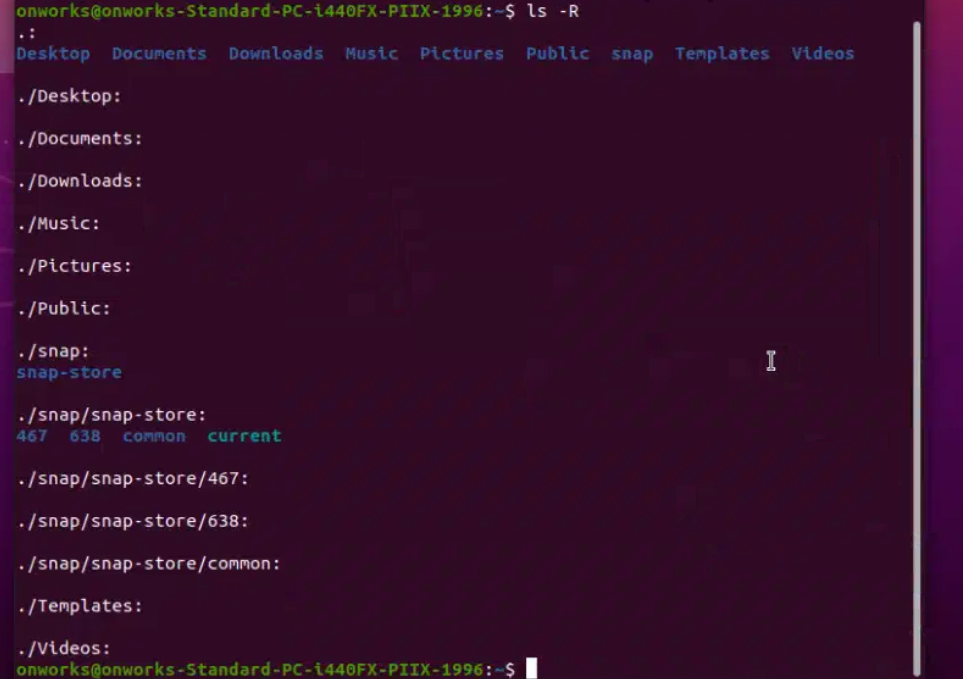 onworks@onworks-Standard-PC-i440FX-PIIX-1996:~$ ls -R
.:
Desktop  Documents  Downloads  Music  Pictures  Public  snap  Templates  Videos
./Desktop:
./Documents:
./Downloads:
./Music:
./Pictures:
./Public:
./snap:
snap-store
./snap/snap-store:
467  638  common  current
./snap/snap-store/467:
./snap/snap-store/638:
./snap/snap-store/common:
./Templates:
./Videos:
onworks@onworks-Standard-PC-i440FX-PIIX-1996:~$